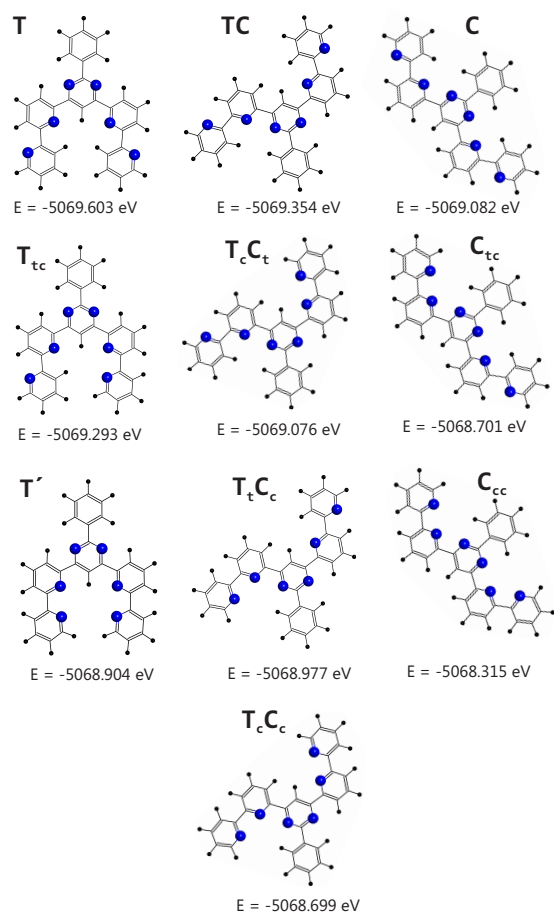 T TC C
E = -5069.603 eV E = -5069.354 eV E = -5069.082 eV
Ttc TcCt Ctc
E = -5069.293 eV E = -5069.076 eV E = -5068.701 eV
T´ TtCc Ccc
E = -5068.904 eV E = -5068.977 eV E = -5068.315 eV
TcCc
E = -5068.699 eV